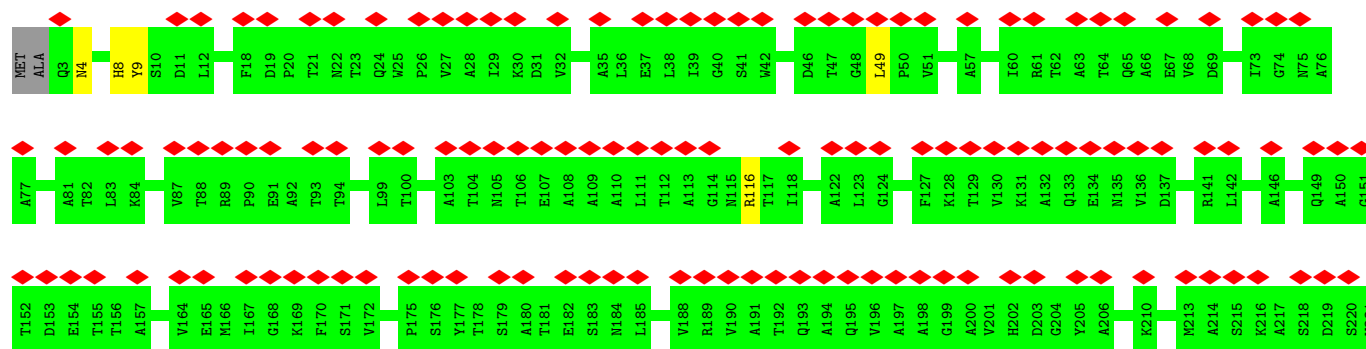 MET ALA Q3 N4 H8 Y9 S10 D11 L12 F18 D19 P20 T21 N22 T23 Q24 W25 P26 V27 A28 I29 K30 D31 V32 A35 L36 E37 L38 I39 G40 S41 W42 D46 T47 G48 L49 P50 V51 A57 I60 R61 T62 A63 T64 Q65 A66 E67 V68 D69 I73 G74 N75 A76
A77 A81 T82 L83 K84 V87 T88 R89 P90 E91 A92 T93 T94 L99 T100 A103 T104 N105 T106 E107 A108 A109 A110 L111 T112 A113 G114 N115 R116 T117 I118 A122 L123 G124 F127 K128 T129 V130 K131 A132 Q133 E134 N135 V136 D137 R141 L142 A146 Q149 A150 G151
T152 D153 E154 T155 T156 A157 V164 E165 M166 I167 G168 K169 F170 S171 V172 P175 S176 Y177 T178 S179 A180 T181 E182 S183 N184 L185 V188 R189 V190 A191 T192 Q193 A194 Q195 V196 A197 A198 G199 A200 V201 H202 D203 G204 Y205 A206 K210 M213 A214 S215 K216 A217 S218 D219 S220